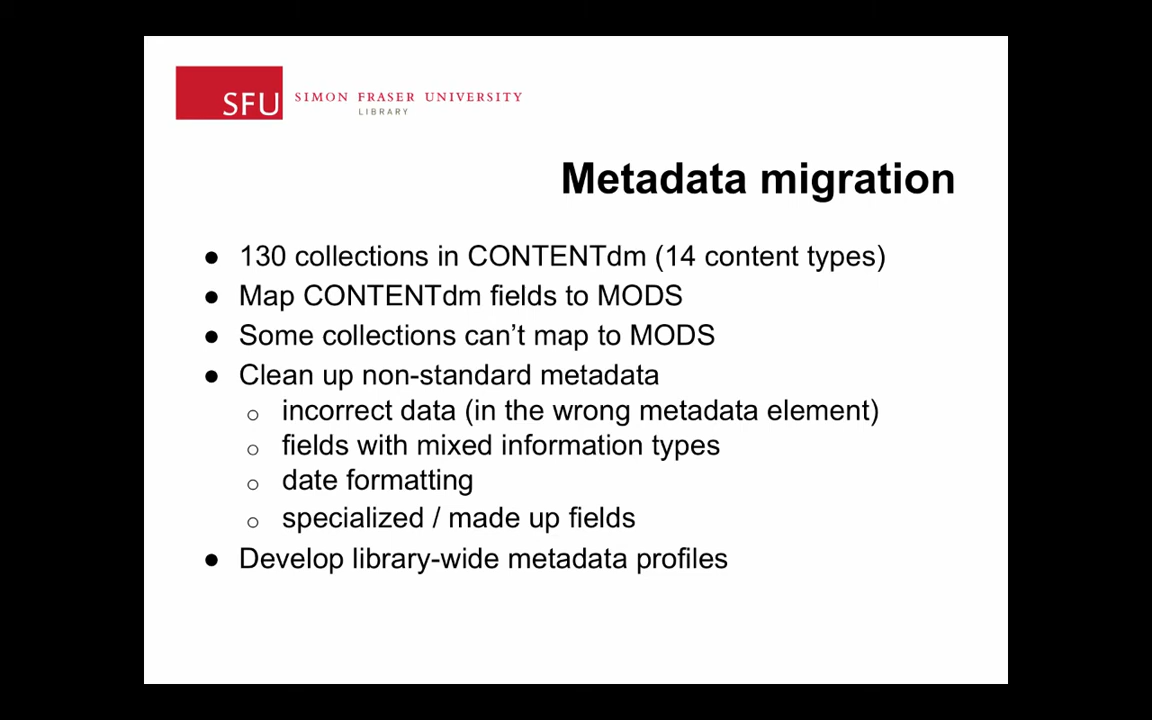 SFU SIMON FRASER UNIVERSITY
LIBRARY
Metadata migration
● 130 collections in CONTENTdm (14 content types)
● Map CONTENTdm fields to MODS
● Some collections can’t map to MODS
● Clean up non-standard metadata
○ incorrect data (in the wrong metadata element)
○ fields with mixed information types
○ date formatting
○ specialized / made up fields
● Develop library-wide metadata profiles